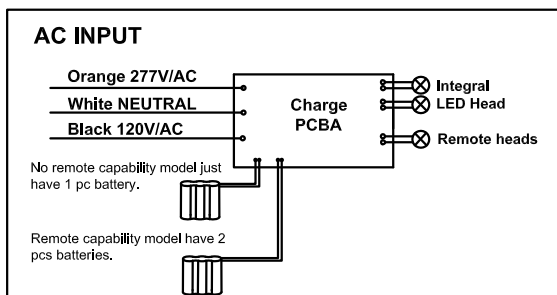 AC INPUT
Orange 277V/AC
White NEUTRAL
Black 120V/AC
Charge
PCBA
Integral
LED Head
Remote heads
No remote capability model just
have 1 pc battery.
Remote capability model have 2
pcs batteries.